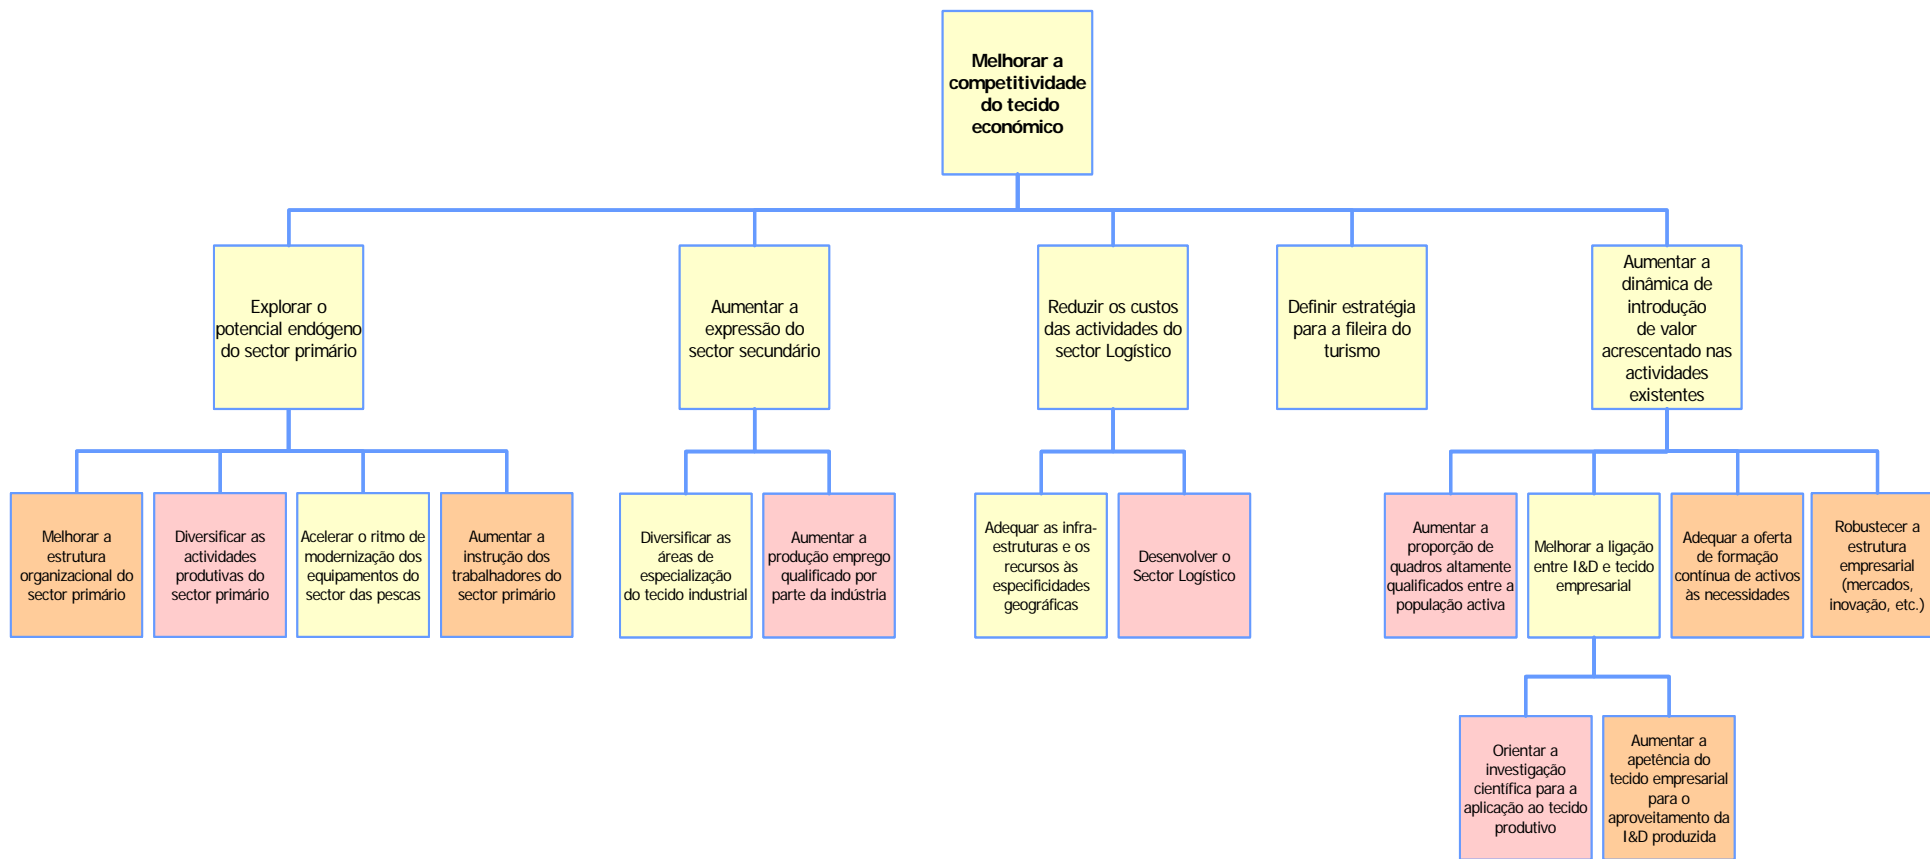 Melhorar a
competitividade
do tecido
económico
Explorar o
potencial endógeno
do sector primário
Aumentar a
expressão do
sector secundário
Reduzir os custos
das actividades do
sector Logístico
Definir estratégia
para a fileira do
turismo
Aumentar a
dinâmica de
introdução
de valor
acrescentado nas
actividades
existentes
Melhorar a
estrutura
organizacional do
sector primário
Diversificar as
actividades
produtivas do
sector primário
Acelerar o ritmo de
modernização dos
equipamentos do
sector das pescas
Aumentar a
instrução dos
trabalhadores do
sector primário
Diversificar as
áreas de
especialização
do tecido industrial
Aumentar a
produção emprego
qualificado por
parte da indústria
Adequar as infra-
estruturas e os
recursos às
especificidades
geográficas
Desenvolver o
Sector Logístico
Aumentar a
proporção de
quadros altamente
qualificados entre a
população activa
Melhorar a ligação
entre I&D e tecido
empresarial
Adequar a oferta
de formação
contínua de activos
às necessidades
Robustecer a
estrutura
empresarial
(mercados,
inovação, etc.)
Orientar a
investigação
científica para a
aplicação ao tecido
produtivo
Aumentar a
apetência do
tecido empresarial
para o
aproveitamento da
I&D produzida